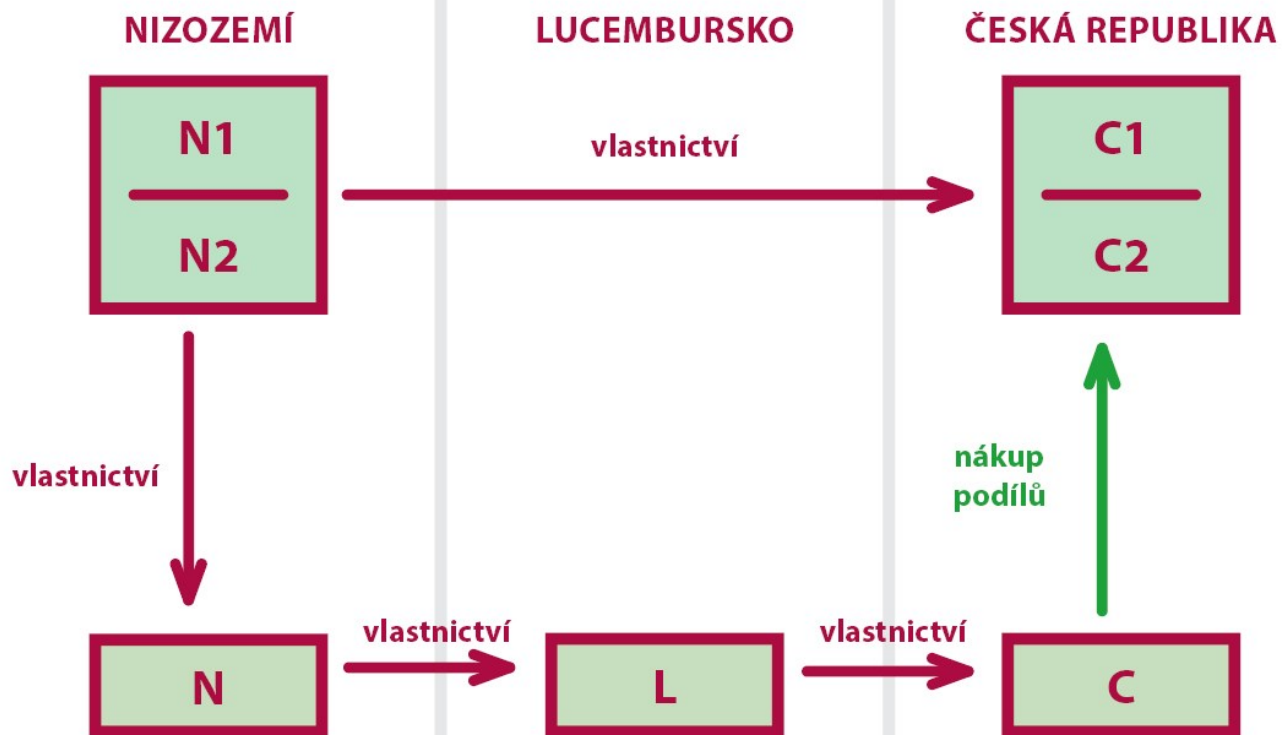 NIZOZEMÍ
LUCEMBURSKO
ČESKÁ REPUBLIKA
N1
N2
vlastnictví
C1
C2
vlastnictví
nákup
podílů
N
vlastnictví
L
vlastnictví
C